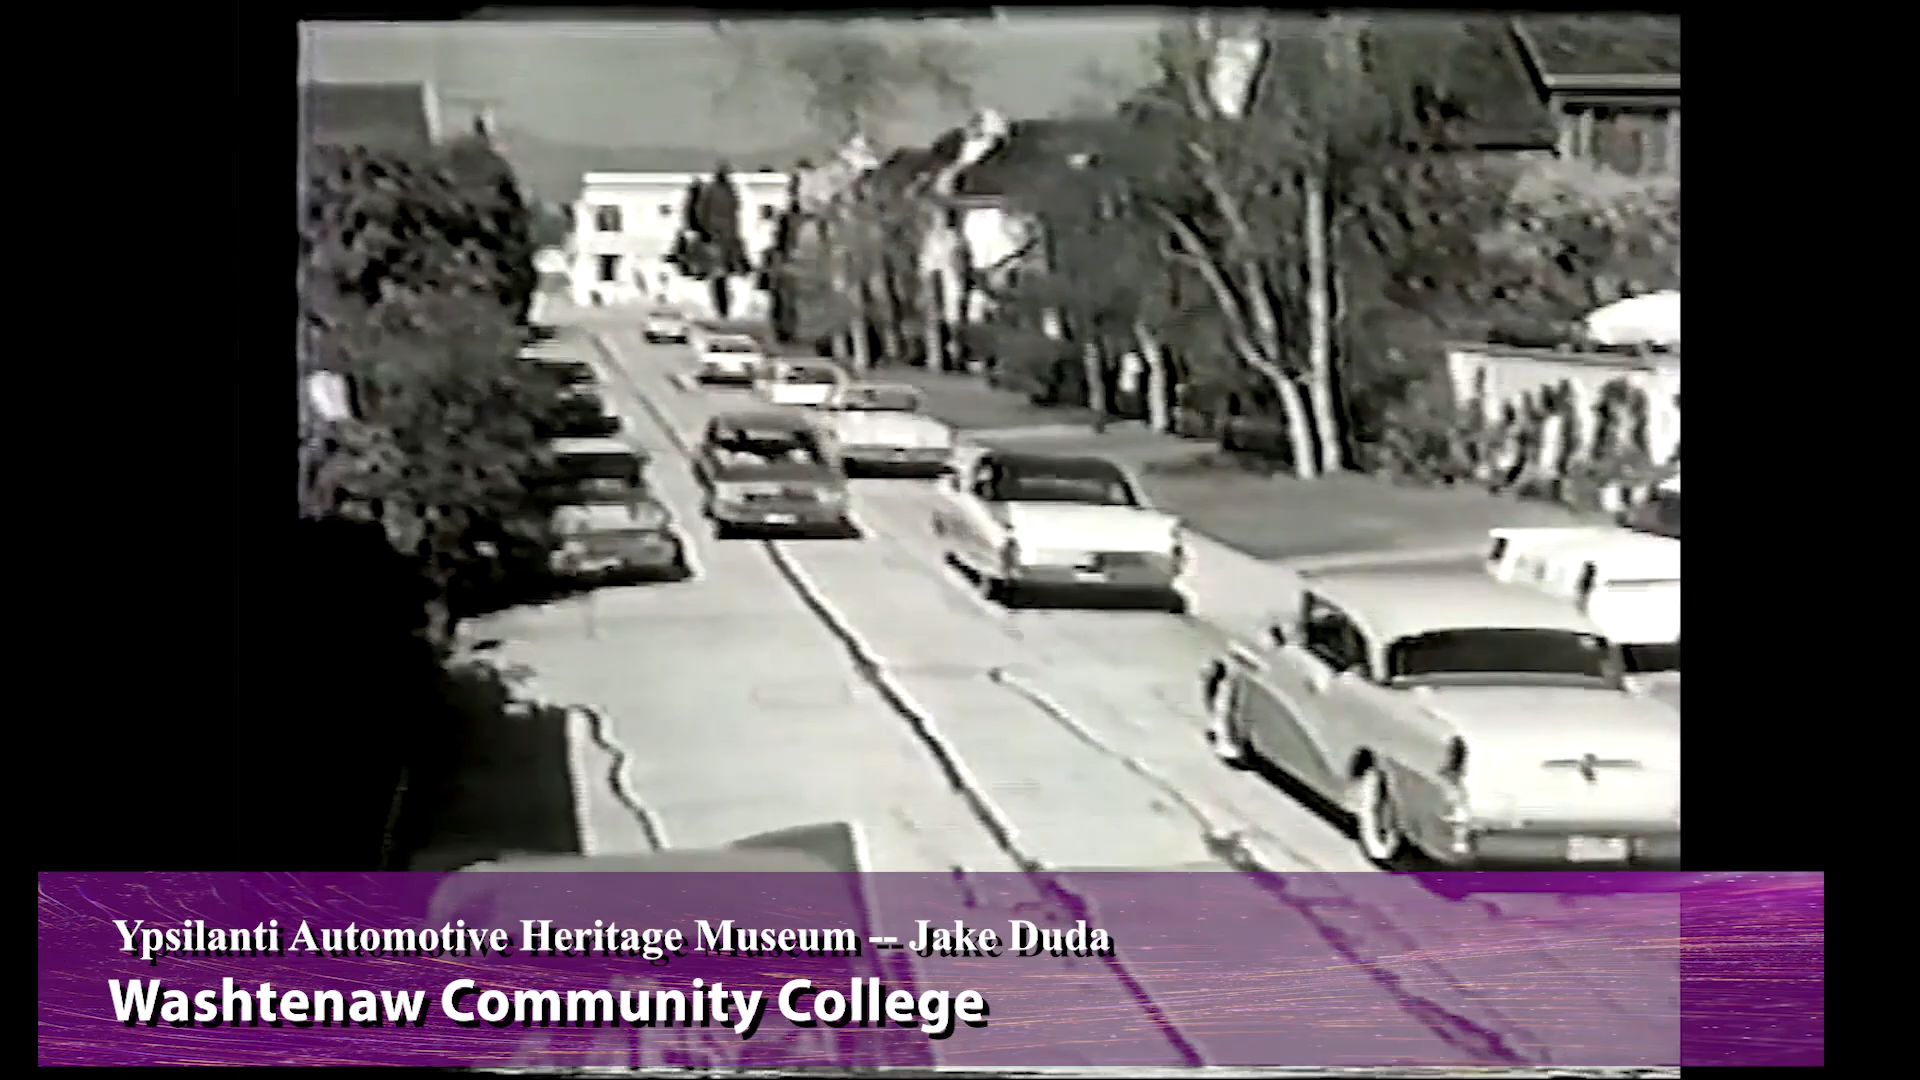 Ypsilanti Automotive Heritage Museum -- Jake Duda
Washtenaw Community College